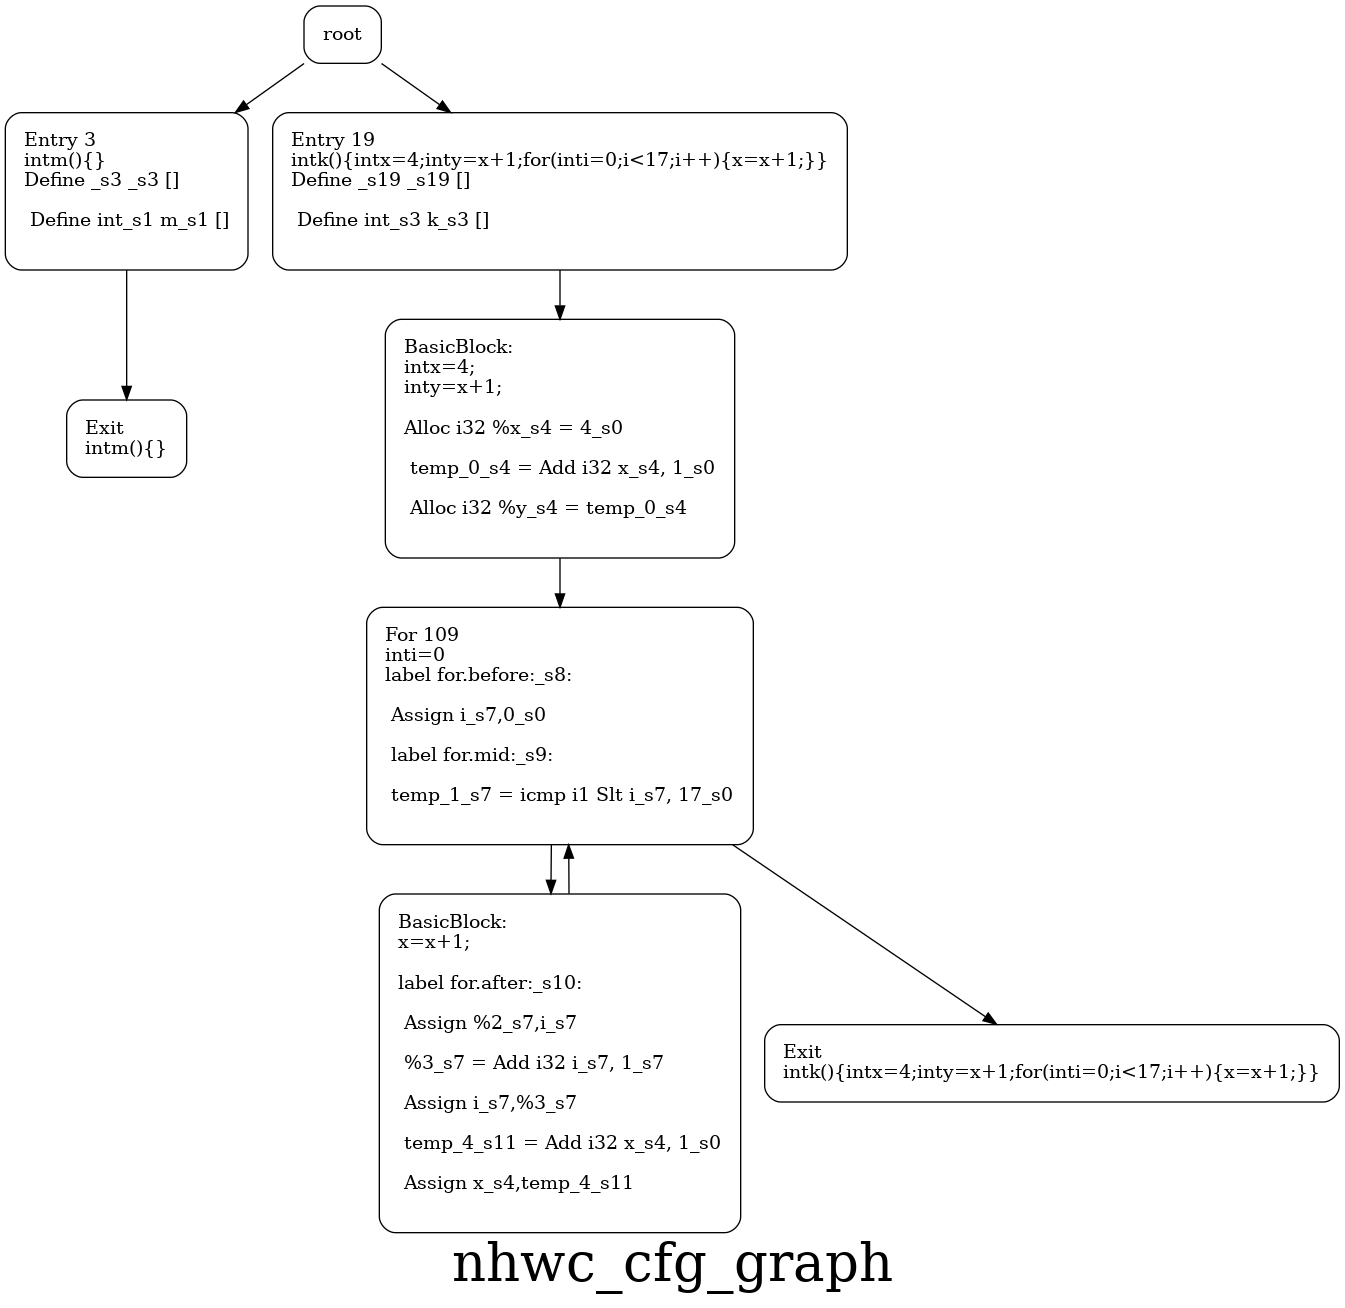 root
Entry 3
intm(){}
Define _s3 _s3 []
Define int_s1 m_s1 []
Entry 19
intk(){intx=4;inty=x+1;for(inti=0;i<17;i++){x=x+1;}}
Define _s19 _s19 []
Define int_s3 k_s3 []
BasicBlock:
intx=4;
inty=x+1;
Alloc i32 %x_s4 = 4_s0
temp_0_s4 = Add i32 x_s4, 1_s0
Alloc i32 %y_s4 = temp_0_s4
Exit
intm(){}
For 109
inti=0
label for.before:_s8:
Assign i_s7,0_s0
label for.mid:_s9:
temp_1_s7 = icmp i1 Slt i_s7, 17_s0
BasicBlock:
x=x+1;
label for.after:_s10:
Assign %2_s7,i_s7
%3_s7 = Add i32 i_s7, 1_s7
Assign i_s7,%3_s7
temp_4_s11 = Add i32 x_s4, 1_s0
Assign x_s4,temp_4_s11
Exit
intk(){intx=4;inty=x+1;for(inti=0;i<17;i++){x=x+1;}}
nhwc_cfg_graph